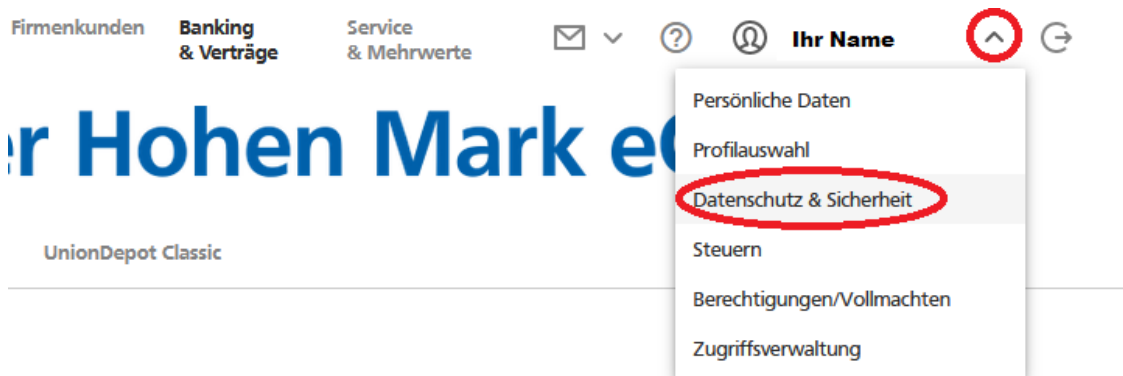 Firmenkunden
Banking
& Verträge
Service
& Mehrwerte
Ihr Name
er Hohen Mark e
UnionDepot Classic
Persönliche Daten
Profilauswahl
Datenschutz & Sicherheit
Steuern
Berechtigungen/Vollmachten
Zugriffsverwaltung